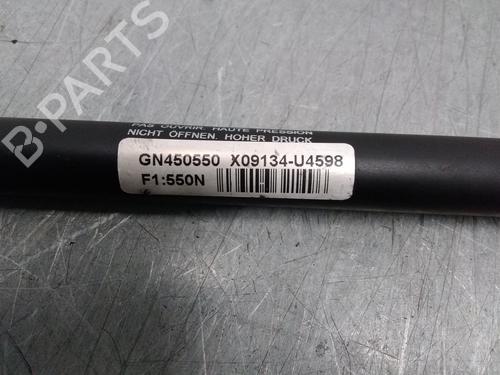 B-PARTS
PAS OUVRIR. HAUTE PRESSION
NICHT ÖFFNEN. HOHER DRUCK
GN450550 X09134-U4598
F1:550N